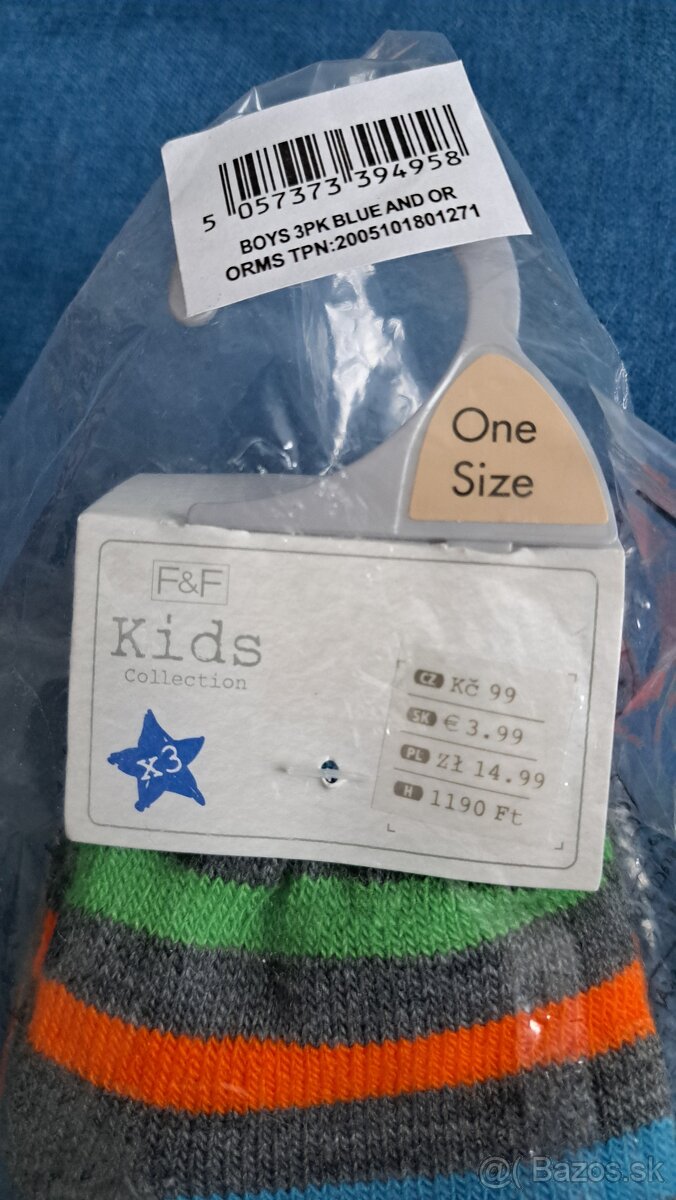 5 057373 394958
BOYS 3PK BLUE AND OR
ORMS TPN:2005101801271
One
Size
F&F
Kids
Collection
x3
CZ Kč 99
SK € 3.99
PL Zł 14.99
H 1190 Ft
@( Bazos.sk